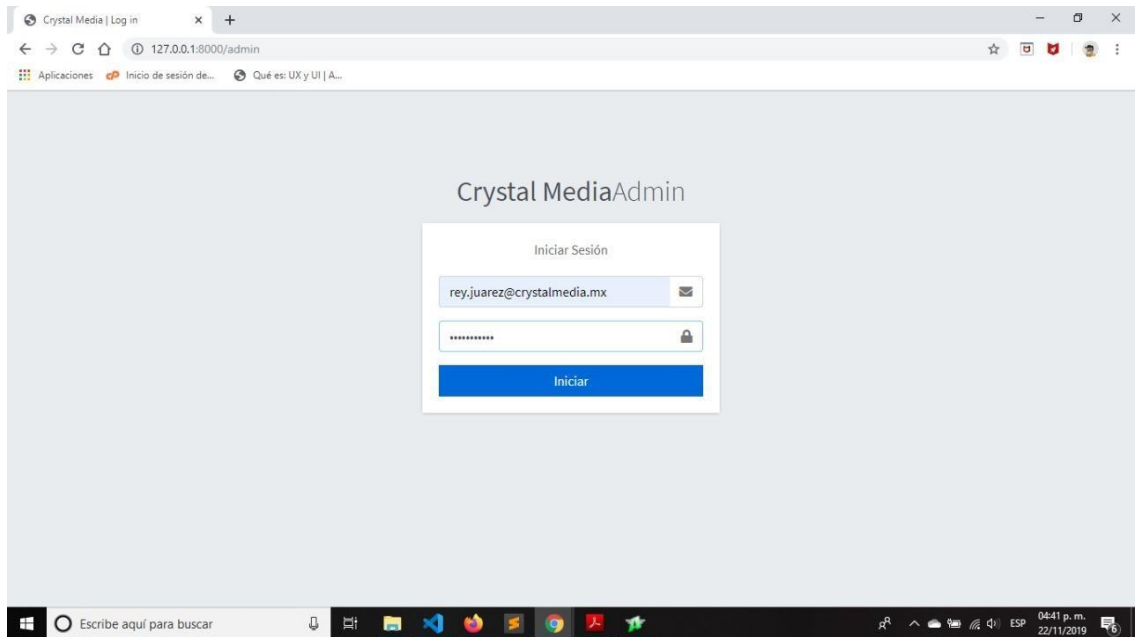 Crystal Media | Log in
127.0.0.1:8000/admin
Aplicaciones
cP Inicio de sesión de...
Qué es: UX y UI | A...
Crystal MediaAdmin
Iniciar Sesión
rey.juarez@crystalmedia.mx
•••••••••••
Iniciar
Escribe aquí para buscar
ESP
04:41 p. m.
22/11/2019
6